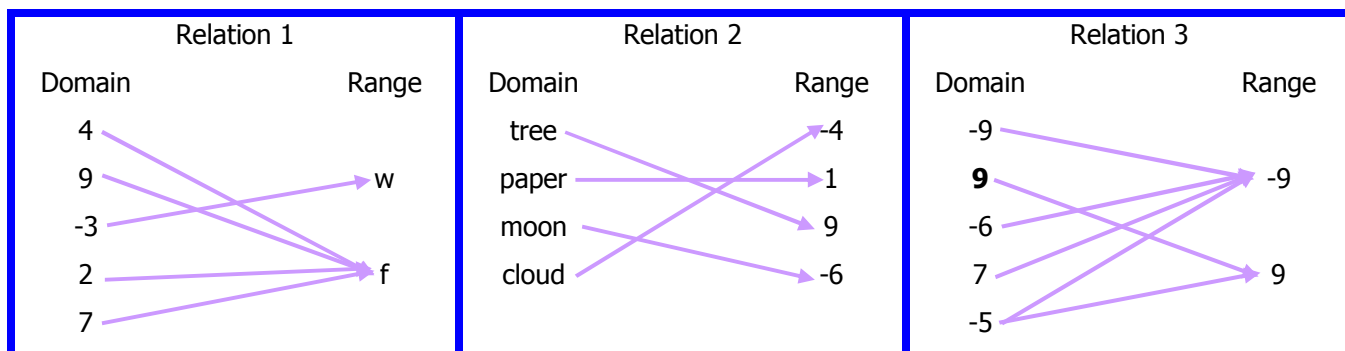 Relation 1
Domain Range
4
9
w
-3
2
f
7
Relation 2
Domain Range
tree -4
paper 1
moon 9
cloud -6
Relation 3
Domain Range
-9
9
-9
-6
7
9
-5